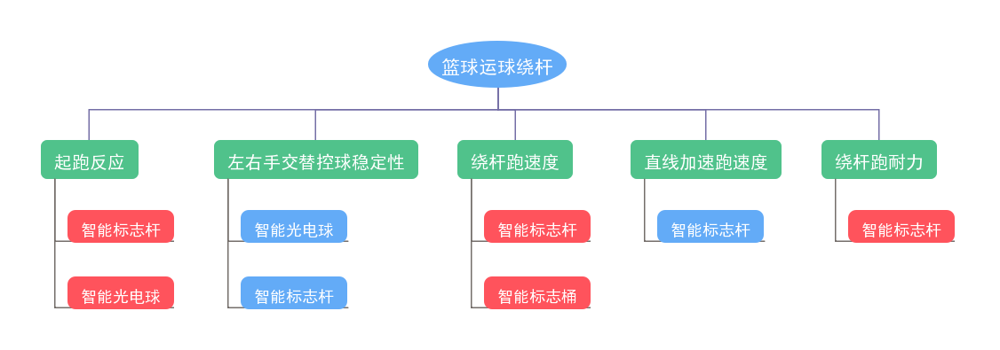 篮球运球绕杆
起跑反应
左右手交替控球稳定性
绕杆跑速度
直线加速跑速度
绕杆跑耐力
智能标志杆
智能光电球
智能标志杆
智能标志杆
智能标志杆
智能光电球
智能标志杆
智能标志桶